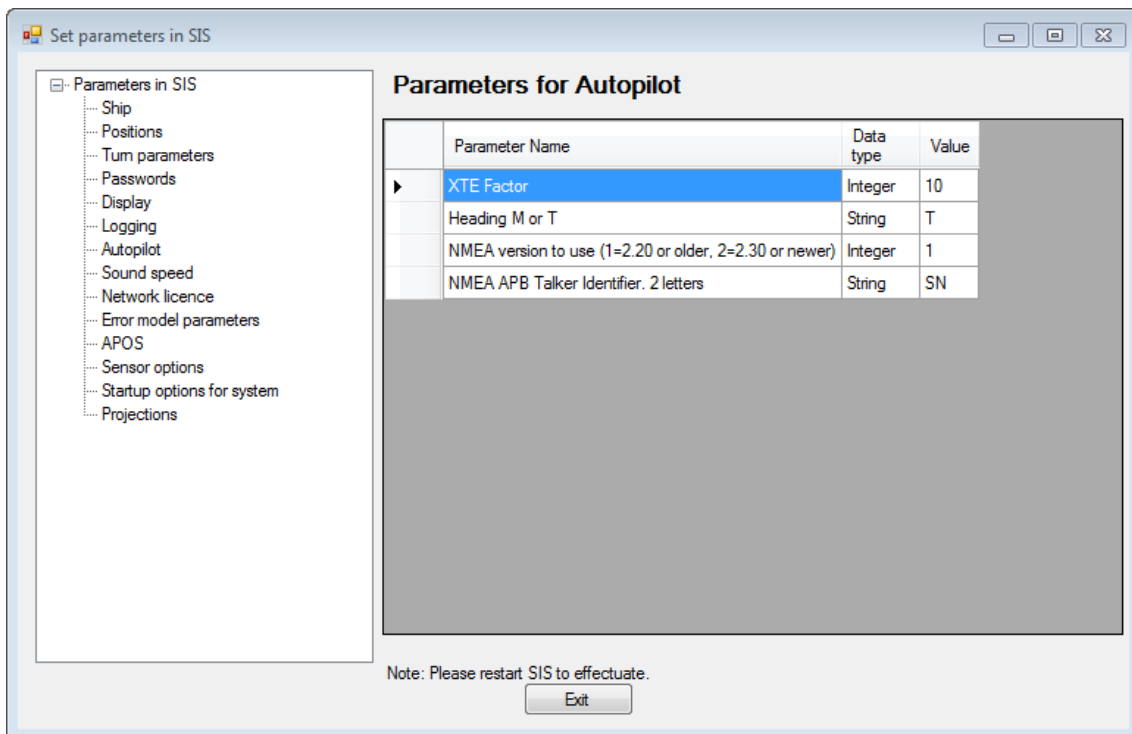 Set parameters in SIS
Parameters in SIS
Ship
Positions
Turn parameters
Passwords
Display
Logging
Autopilot
Sound speed
Network licence
Error model parameters
APOS
Sensor options
Startup options for system
Projections
Parameters for Autopilot
Parameter Name Data type Value
XTE Factor Integer 10
Heading M or T String T
NMEA version to use (1=2.20 or older, 2=2.30 or newer) Integer 1
NMEA APB Talker Identifier. 2 letters String SN
Note: Please restart SIS to effectuate.
Exit